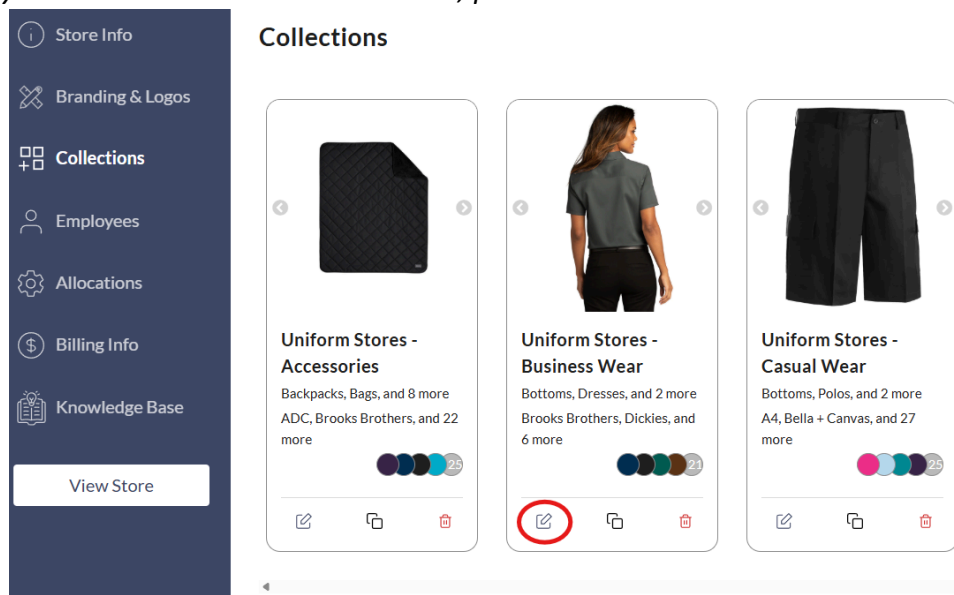 Store Info
Branding & Logos
Collections
Employees
Allocations
Billing Info
Knowledge Base
View Store
Collections
Uniform Stores -
Accessories
Backpacks, Bags, and 8 more
ADC, Brooks Brothers, and 22
more
25
Uniform Stores -
Business Wear
Bottoms, Dresses, and 2 more
Brooks Brothers, Dickies, and
6 more
21
Uniform Stores -
Casual Wear
Bottoms, Polos, and 2 more
A4, Bella + Canvas, and 27
more
25